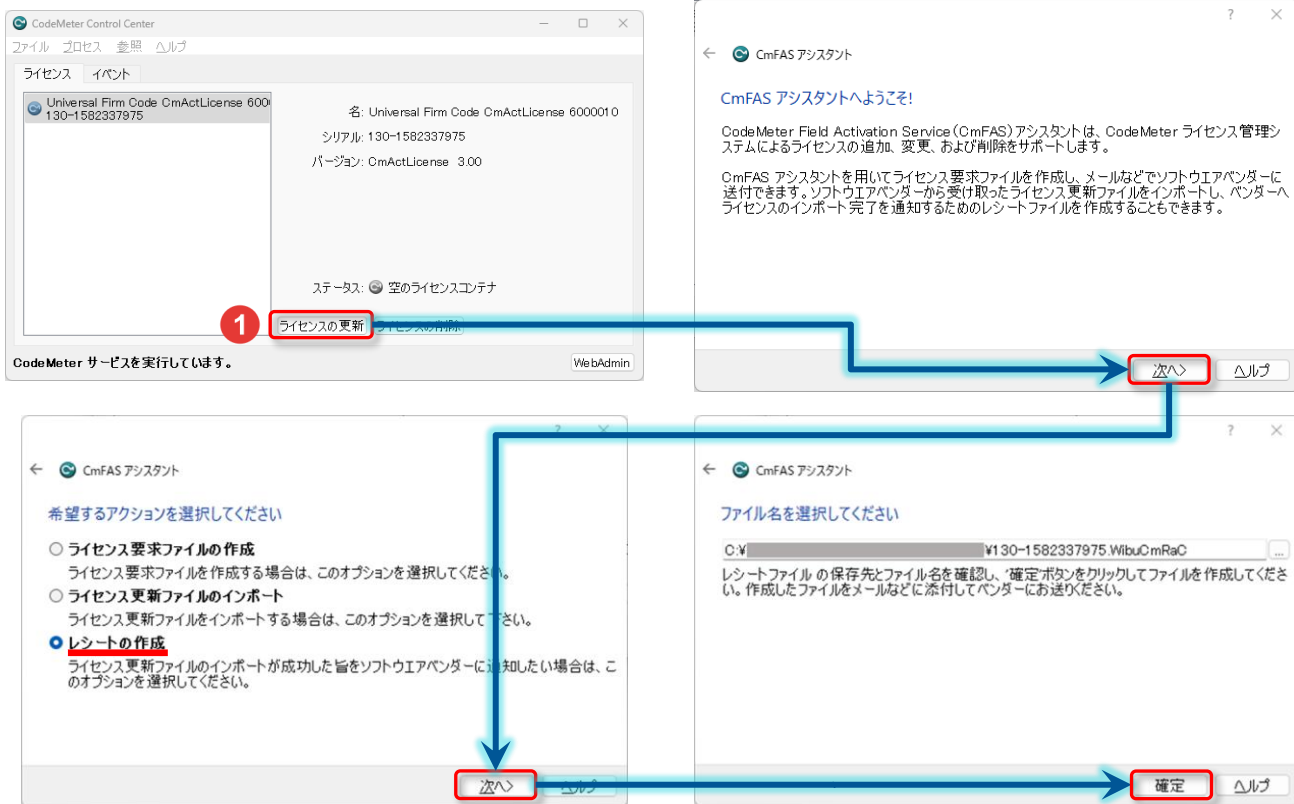 CodeMeter Control Center
ファイル プロセス 参照 ヘルプ
ライセンス イベント
Universal Firm Code CmActLicense 600
130-1582337975
名: Universal Firm Code CmActLicense 6000010
シリアル: 130-1582337975
バージョン: CmActLicense 3.00
ステータス: 空のライセンスコンテナ
1
ライセンスの更新 ライセンスの削除
CodeMeter サービスを実行しています。
WebAdmin
? ×
← CmFAS アシスタント
CmFAS アシスタントへようこそ!
CodeMeter Field Activation Service(CmFAS)アシスタントは、CodeMeter ライセンス管理シ
ステムによるライセンスの追加、変更、および削除をサポートします。
CmFAS アシスタントを用いてライセンス要求ファイルを作成し、メールなどでソフトウエアベンダーに
送付できます。ソフトウエアベンダーから受け取ったライセンス更新ファイルをインポートし、ベンダーへ
ライセンスのインポート完了を通知するためのレシートファイルを作成することもできます。
次へ> ヘルプ
? ×
← CmFAS アシスタント
希望するアクションを選択してください
ライセンス要求ファイルの作成
ライセンス要求ファイルを作成する場合は、このオプションを選択してください。
ライセンス更新ファイルのインポート
ライセンス更新ファイルをインポートする場合は、このオプションを選択して下さい。
レシートの作成
ライセンス更新ファイルのインポートが成功した旨をソフトウエアベンダーに通知したい場合は、こ
のオプションを選択してください。
次へ> ヘルプ
? ×
← CmFAS アシスタント
ファイル名を選択してください
C:¥ ¥130-1582337975.WibuCmRaC ...
レシートファイル の保存先とファイル名を確認し、'確定'ボタンをクリックしてファイルを作成してくださ
い。作成したファイルをメールなどに添付してベンダーにお送りください。
確定 ヘルプ